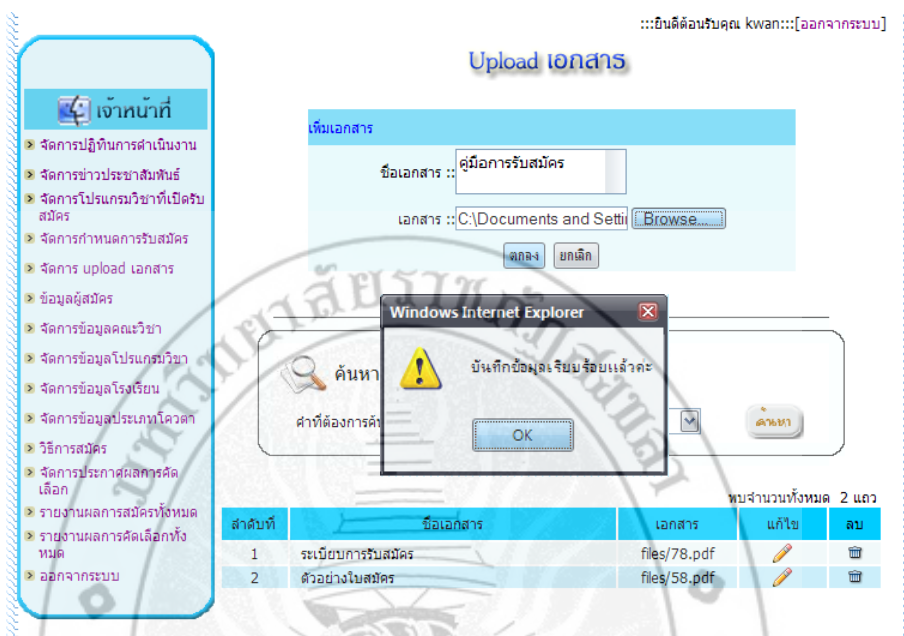 :::ยินดีต้อนรับคุณ kwan:::[ออกจากระบบ]
Upload เอกสาร
เจ้าหน้าที่
จัดการปฏิทินการดำเนินงาน
จัดการข่าวประชาสัมพันธ์
จัดการโปรแกรมวิชาที่เปิดรับ
สมัคร
จัดการกำหนดการรับสมัคร
จัดการ upload เอกสาร
ข้อมูลผู้สมัคร
จัดการข้อมูลคณะวิชา
จัดการข้อมูลโปรแกรมวิชา
จัดการข้อมูลโรงเรียน
จัดการข้อมูลประเภทโควตา
วิธีการสมัคร
จัดการประกาศผลการคัด
เลือก
รายงานผลการสมัครทั้งหมด
รายงานผลการคัดเลือกทั้ง
หมด
ออกจากระบบ
เพิ่มเอกสาร
ชื่อเอกสาร :: คู่มือการรับสมัคร
เอกสาร :: C:\Documents and Settin Browse...
ตกลง ยกเลิก
Windows Internet Explorer
บันทึกข้อมูลเรียบร้อยแล้วค่ะ
OK
ค้นหา
คำที่ต้องการค้
ค้นหา
พบจำนวนทั้งหมด 2 แถว
ลำดับที่ ชื่อเอกสาร เอกสาร แก้ไข ลบ
1 ระเบียบการรับสมัคร files/78.pdf
2 ตัวอย่างใบสมัคร files/58.pdf